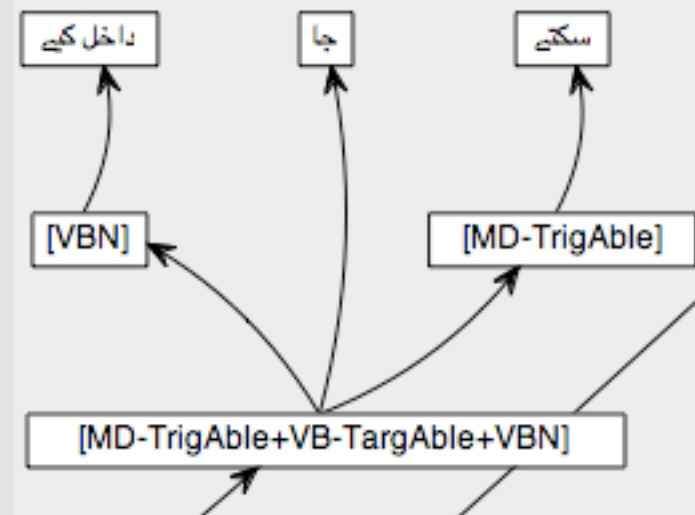 داخل کیے
جا
سکتے
[VBN]
[MD-TrigAble]
[MD-TrigAble+VB-TargAble+VBN]